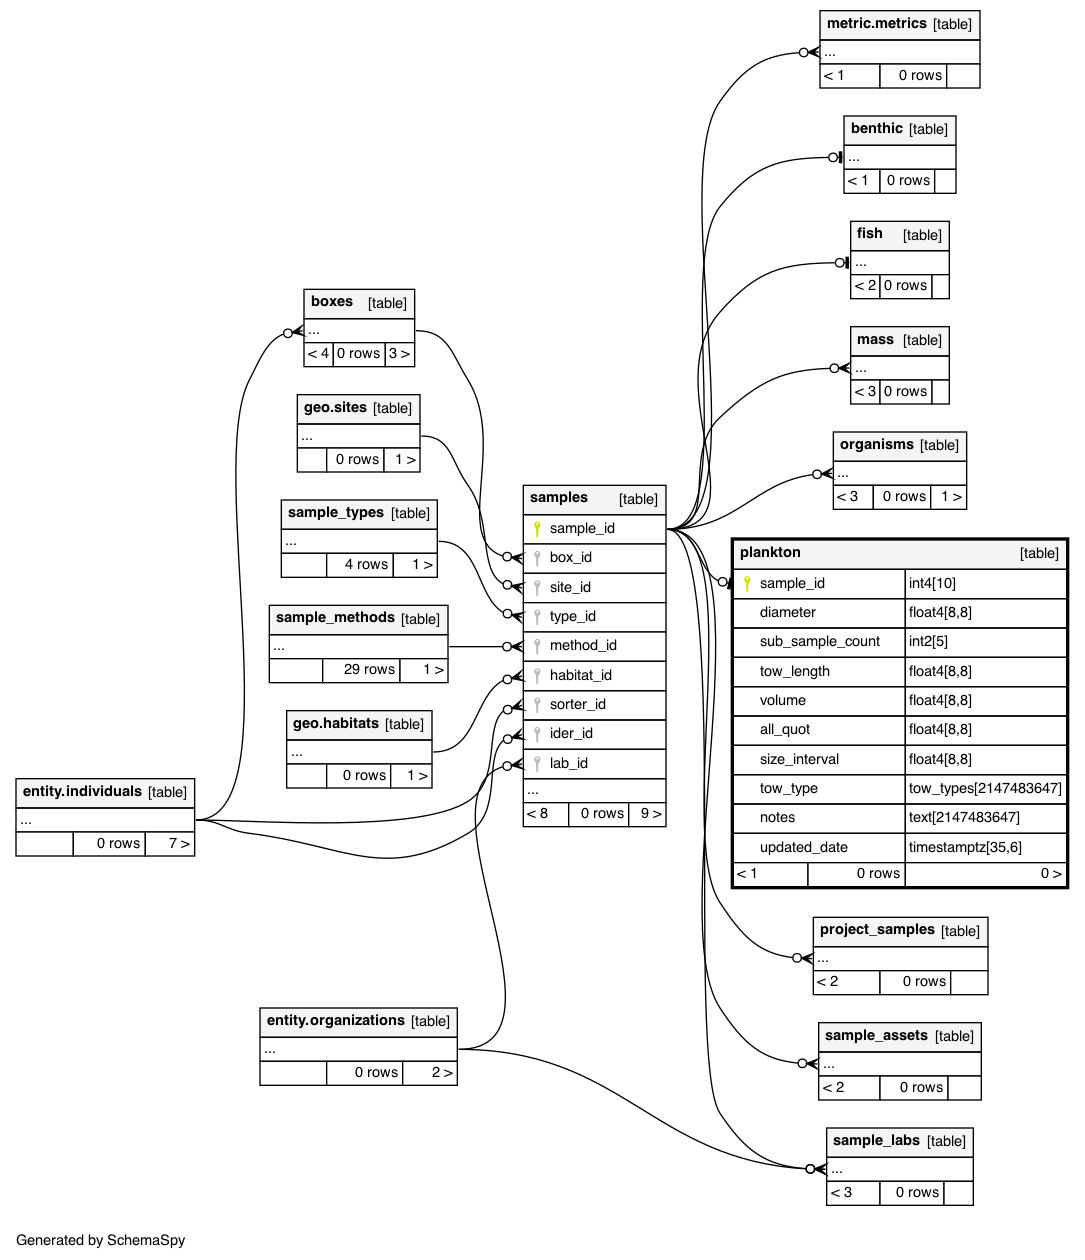 metric.metrics [table]
...
< 1 0 rows
benthic [table]
...
< 1 0 rows
fish [table]
...
< 2 0 rows
boxes [table]
...
< 4 0 rows 3 >
mass [table]
...
< 3 0 rows
geo.sites [table]
...
0 rows 1 >
organisms [table]
...
< 3 0 rows 1 >
sample_types [table]
...
4 rows 1 >
sample_methods [table]
...
29 rows 1 >
geo.habitats [table]
...
0 rows 1 >
entity.individuals [table]
...
0 rows 7 >
samples [table]
sample_id
box_id
site_id
type_id
method_id
habitat_id
sorter_id
ider_id
lab_id
...
< 8 0 rows 9 >
plankton [table]
sample_id int4[10]
diameter float4[8,8]
sub_sample_count int2[5]
tow_length float4[8,8]
volume float4[8,8]
all_quot float4[8,8]
size_interval float4[8,8]
tow_type tow_types[2147483647]
notes text[2147483647]
updated_date timestamptz[35,6]
< 1 0 rows 0 >
project_samples [table]
...
< 2 0 rows
entity.organizations [table]
...
0 rows 2 >
sample_assets [table]
...
< 2 0 rows
sample_labs [table]
...
< 3 0 rows
Generated by SchemaSpy